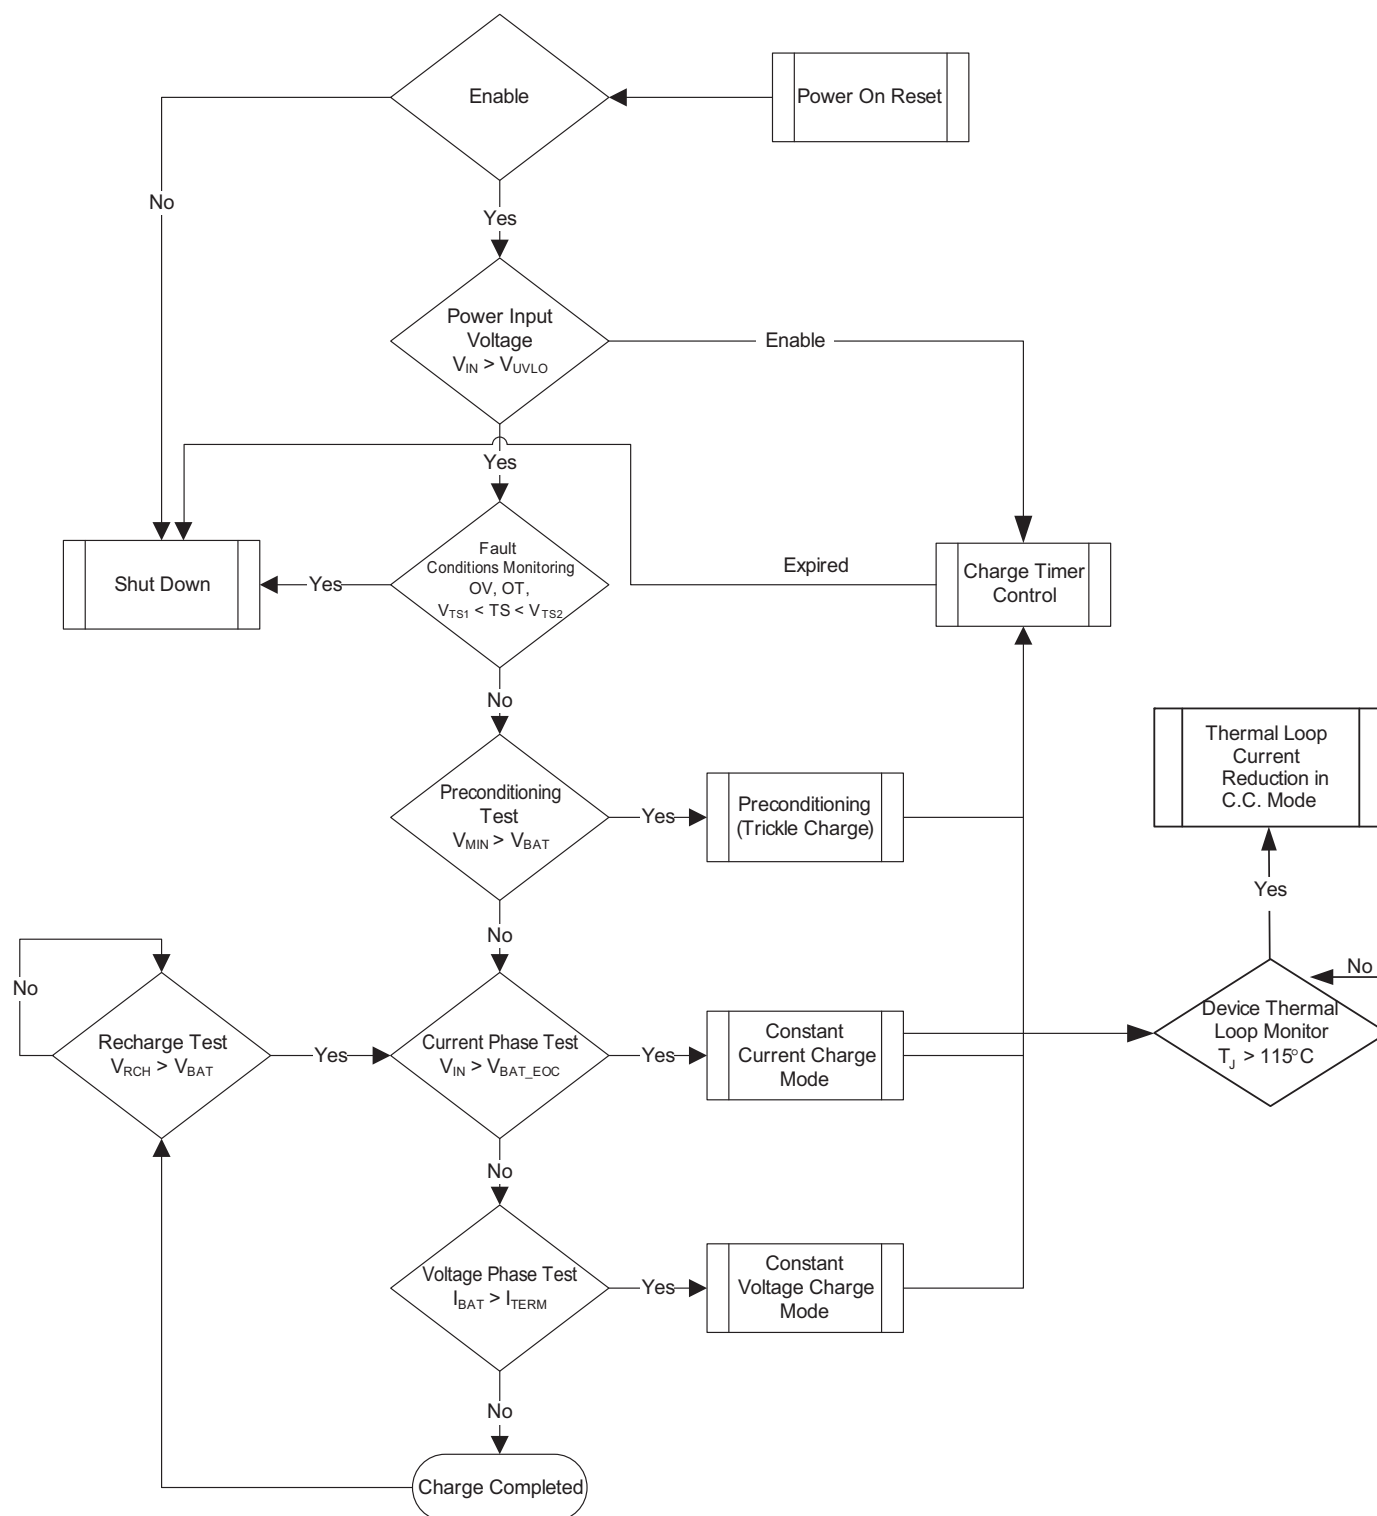 Enable
Power On Reset
No
Yes
Power Input
Voltage
V_IN > V_UVLO
Enable
Yes
Shut Down
Yes
Fault
Conditions Monitoring
OV, OT,
V_TS1 < TS < V_TS2
Expired
Charge Timer
Control
No
Thermal Loop
Current
Reduction in
C.C. Mode
Preconditioning
Test
V_MIN > V_BAT
Yes
Preconditioning
(Trickle Charge)
Yes
No
No
No
Recharge Test
V_RCH > V_BAT
Yes
Current Phase Test
V_IN > V_BAT_EOC
Yes
Constant
Current Charge
Mode
Device Thermal
Loop Monitor
T_J > 115°C
No
Voltage Phase Test
I_BAT > I_TERM
Yes
Constant
Voltage Charge
Mode
No
Charge Completed